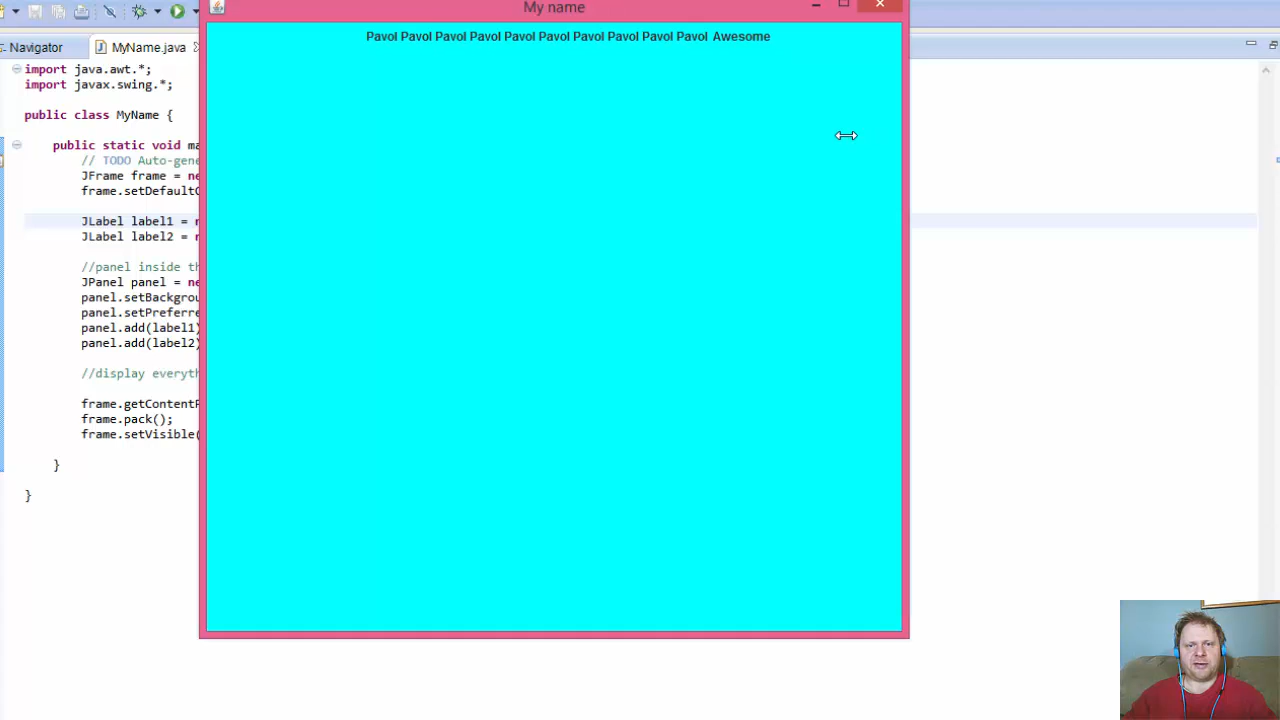 My name
Pavol Pavol Pavol Pavol Pavol Pavol Pavol Pavol Pavol Pavol Awesome
Navigator
MyName.java
import java.awt.*;
import javax.swing.*;
public class MyName {
public static void ma
// TODO Auto-gene
JFrame frame = ne
frame.setDefaultC
JLabel label1 = n
JLabel label2 = n
//panel inside th
JPanel panel = ne
panel.setBackgrou
panel.setPreferre
panel.add(label1)
panel.add(label2)
//display everyth
frame.getContentP
frame.pack();
frame.setVisible(
}
}